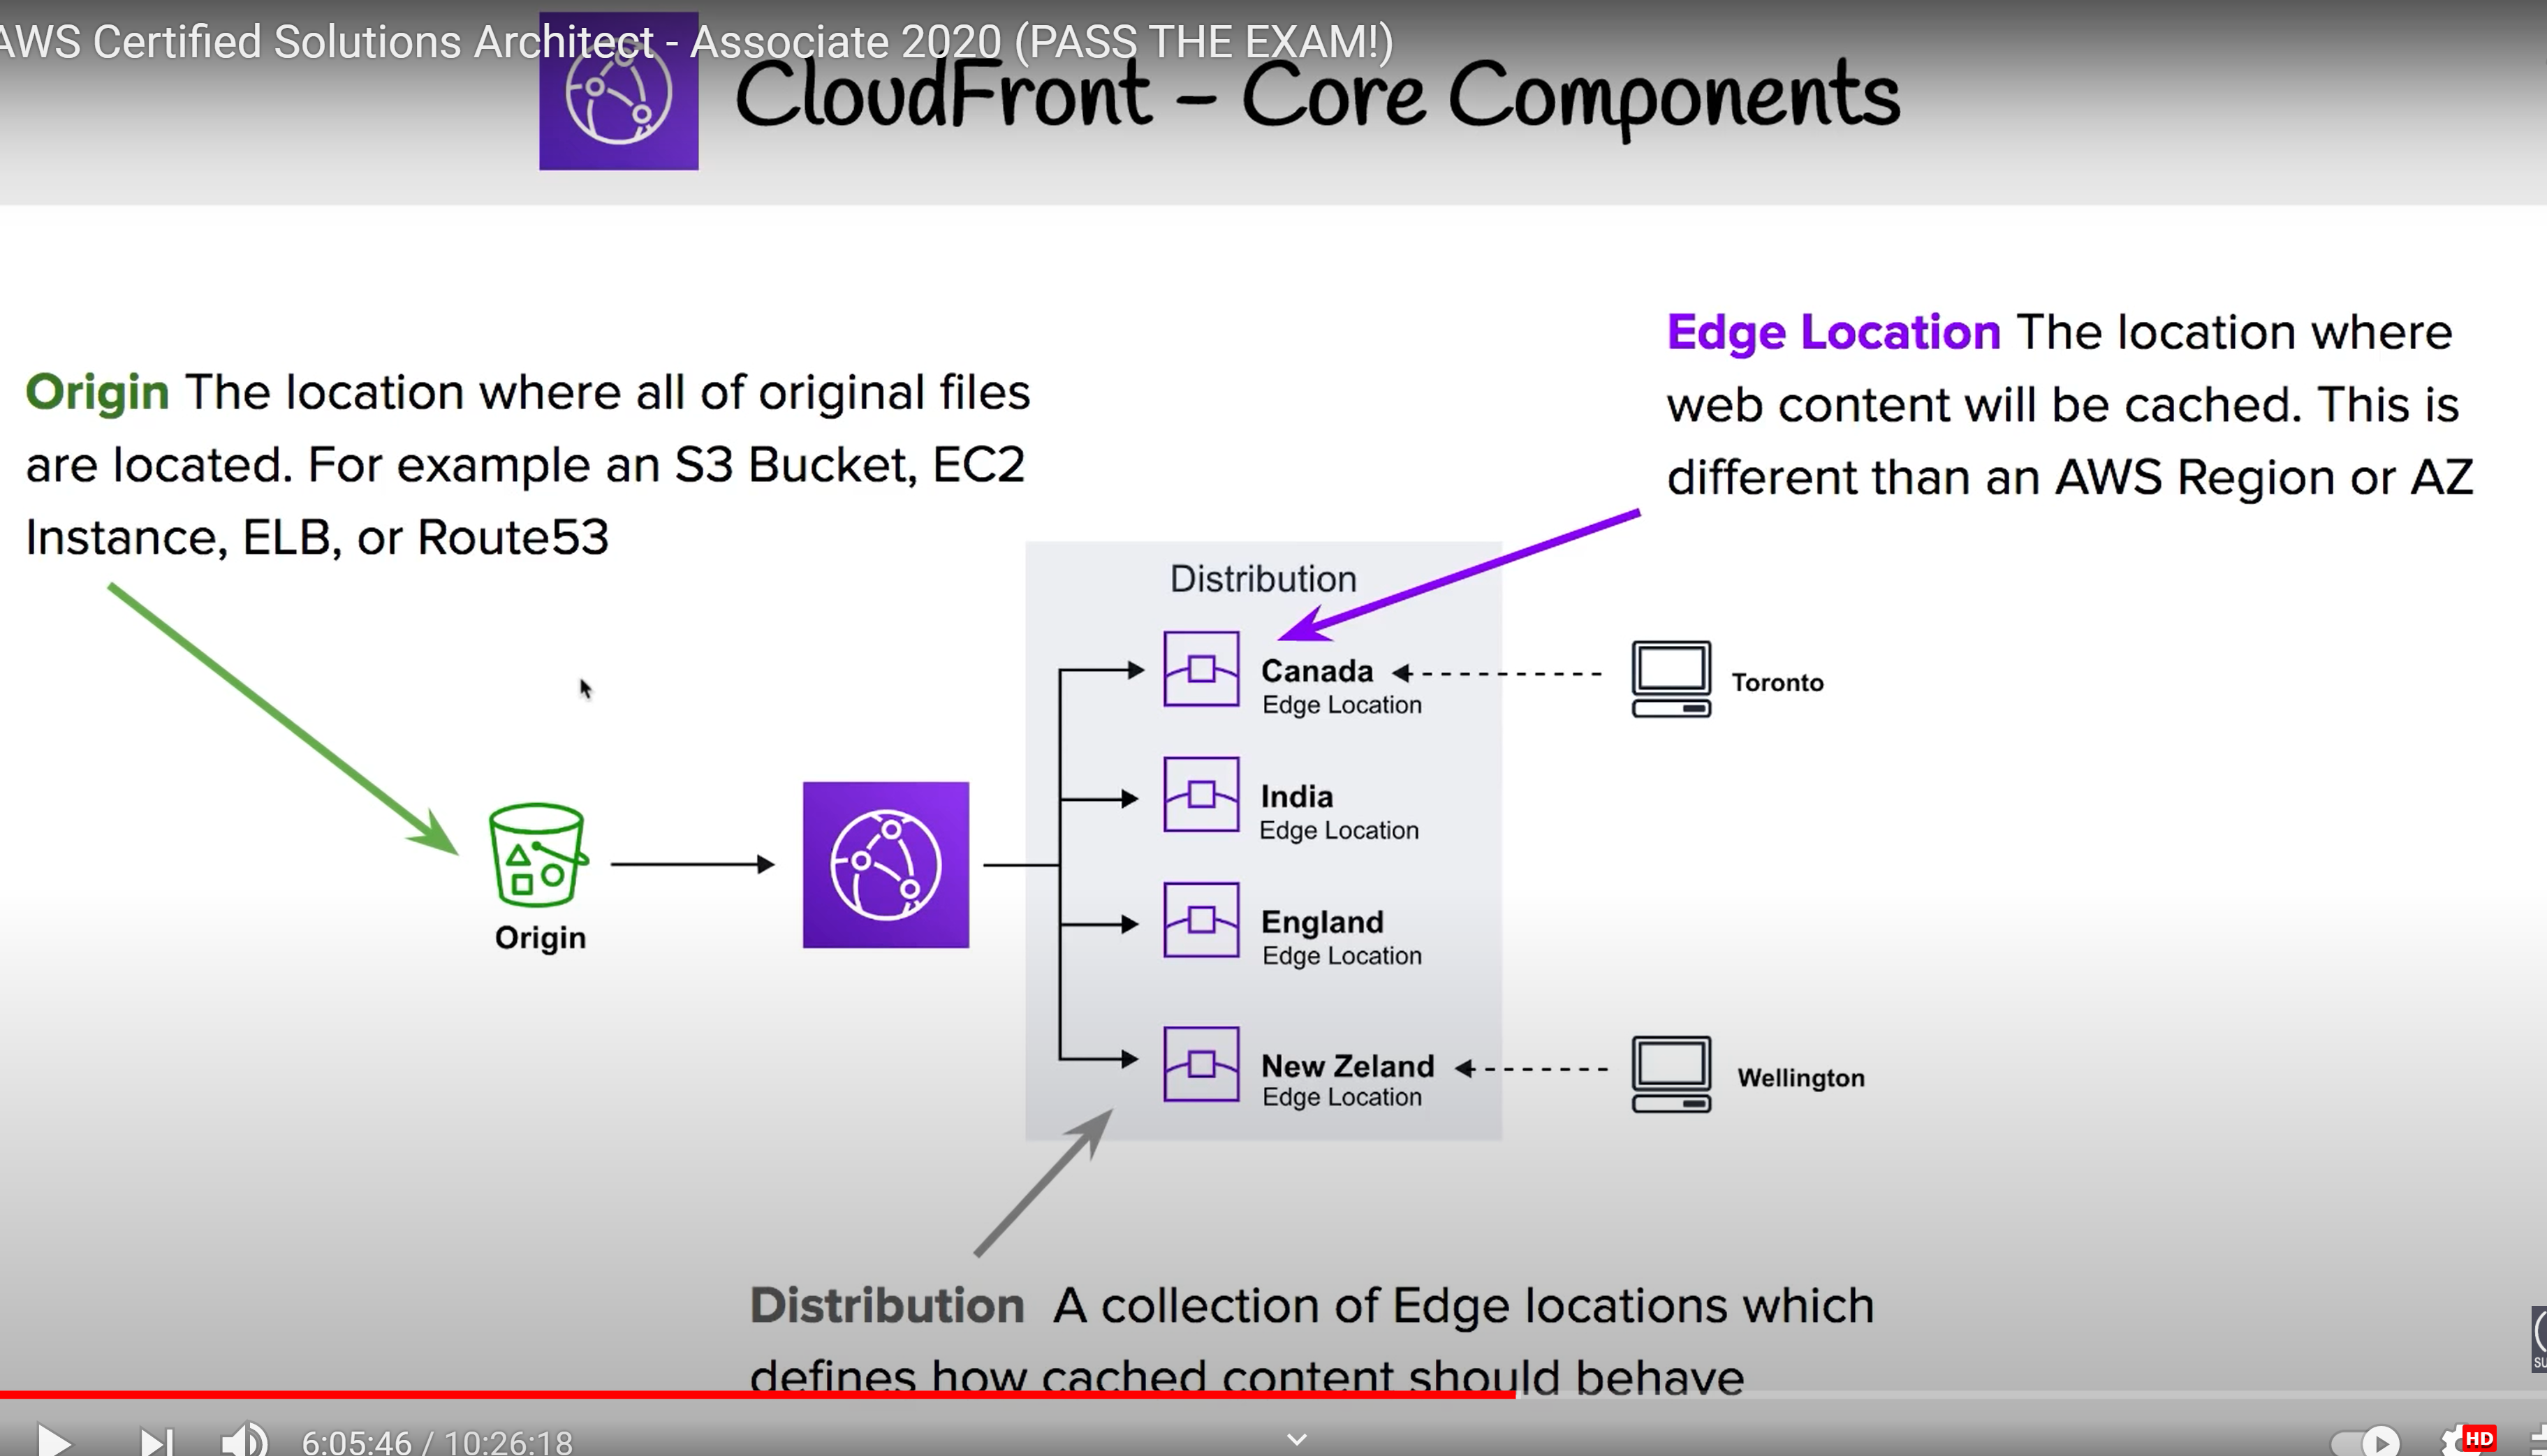 AWS Certified Solutions Architect - Associate 2020 (PASS THE EXAM!)
CloudFront – Core Components
Edge Location The location where
web content will be cached. This is
different than an AWS Region or AZ
Origin The location where all of original files
are located. For example an S3 Bucket, EC2
Instance, ELB, or Route53
Distribution
Canada
Edge Location
Toronto
India
Edge Location
Origin
England
Edge Location
New Zeland
Edge Location
Wellington
Distribution A collection of Edge locations which
defines how cached content should behave
6:05:46 / 10:26:18
HD